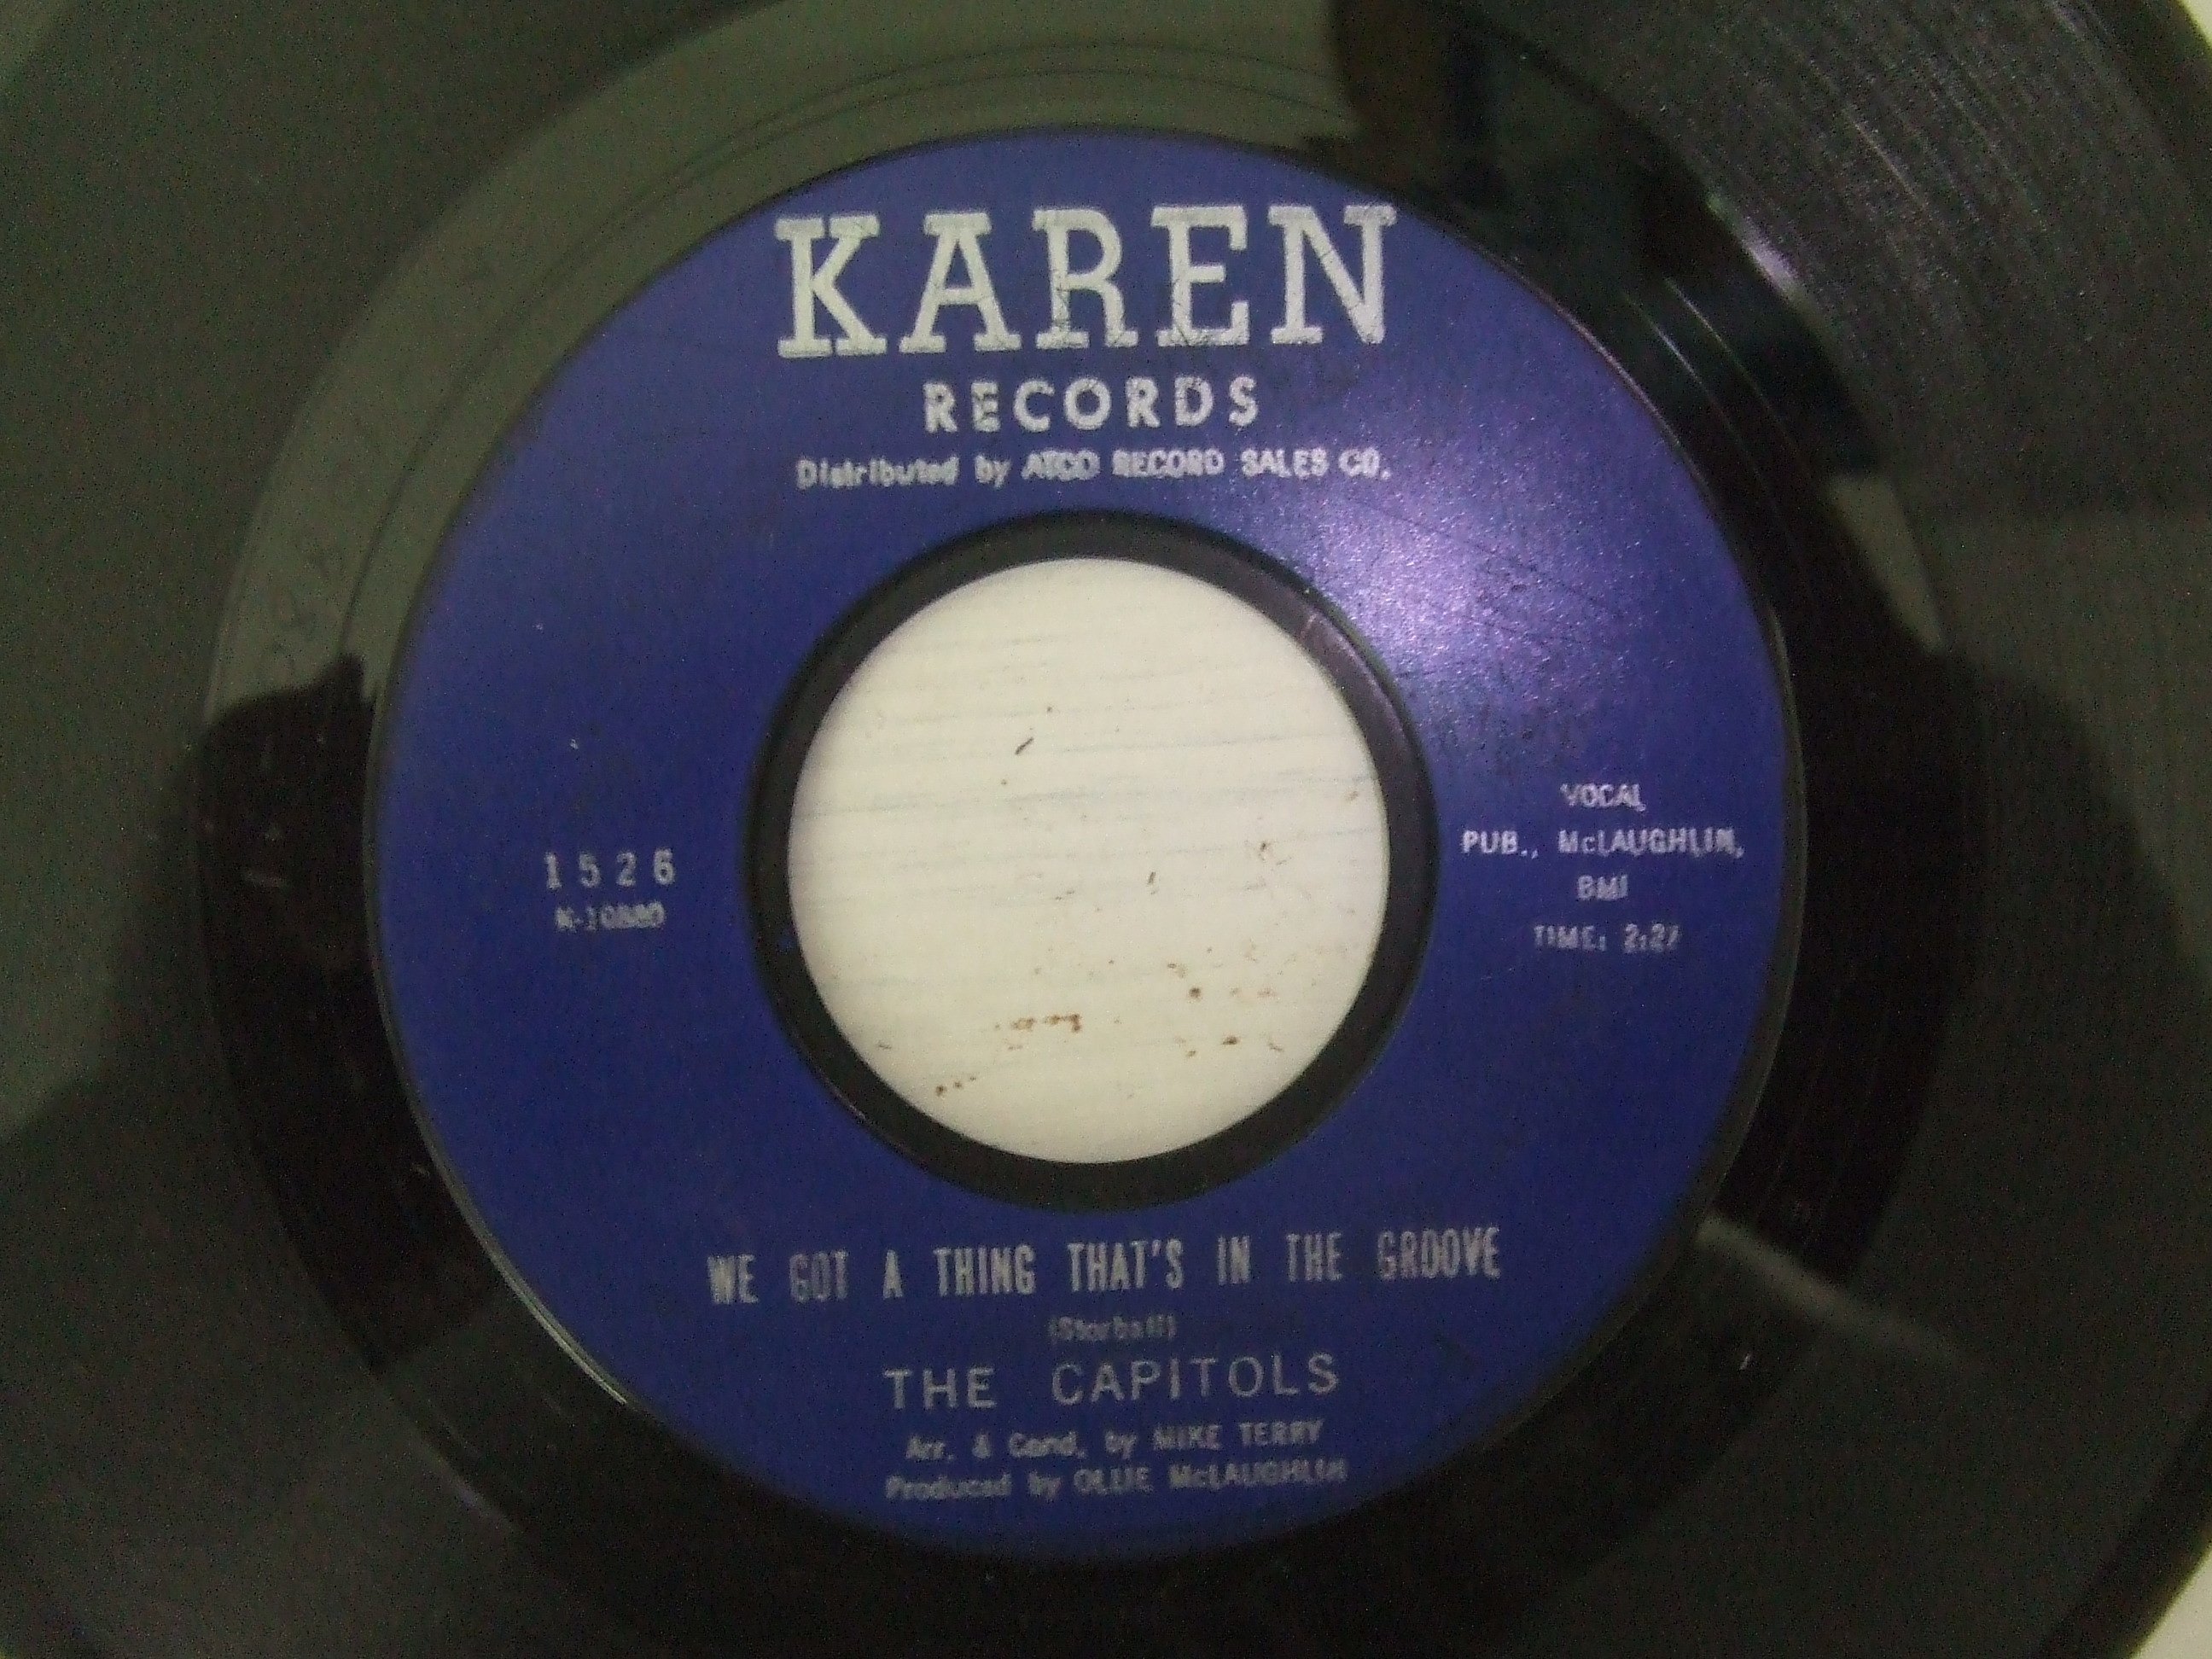 KAREN
RECORDS
Distributed by ATCO RECORD SALES CO.
1526
VOCAL
PUB., McLAUGHLIN,
BMI
TIME: 2:27
WE GOT A THING THAT'S IN THE GROOVE
(Storball)
THE CAPITOLS
Arr. & Cond. by MIKE TERRY
Produced by OLLIE McLAUGHLIN